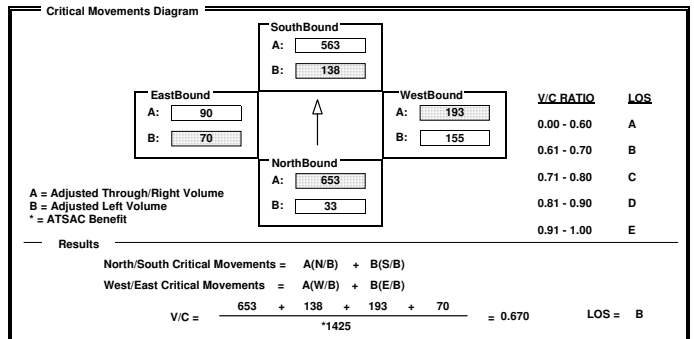 Critical Movements Diagram
SouthBound
A: 563
B: 138
EastBound
A: 90
B: 70
WestBound
A: 193
B: 155
NorthBound
A: 653
B: 33
V/C RATIO LOS
0.00 - 0.60 A
0.61 - 0.70 B
0.71 - 0.80 C
0.81 - 0.90 D
0.91 - 1.00 E
A = Adjusted Through/Right Volume
B = Adjusted Left Volume
* = ATSAC Benefit
Results
North/South Critical Movements = A(N/B) + B(S/B)
West/East Critical Movements = A(W/B) + B(E/B)
V/C = 653 + 138 + 193 + 70 = 0.670 LOS = B
*1425